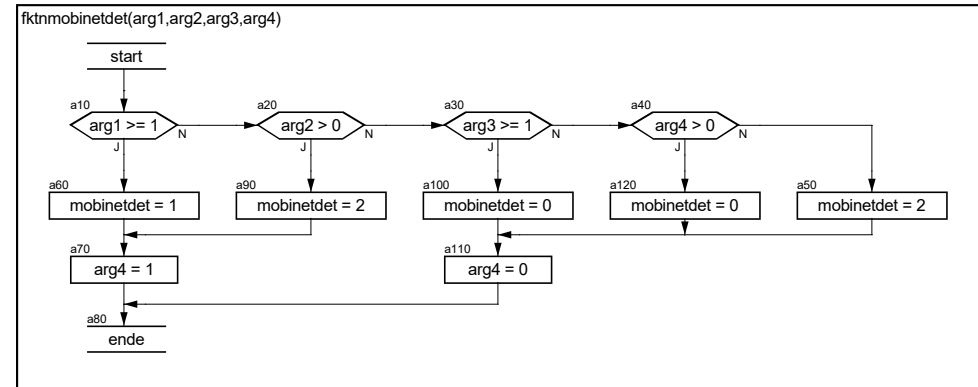 fktnmobinetdet(arg1,arg2,arg3,arg4)
start
a10
arg1 >= 1
J
N
a20
arg2 > 0
J
N
a30
arg3 >= 1
J
N
a40
arg4 > 0
J
N
a60
mobinetdet = 1
a90
mobinetdet = 2
a100
mobinetdet = 0
a120
mobinetdet = 0
a50
mobinetdet = 2
a70
arg4 = 1
a110
arg4 = 0
a80
ende